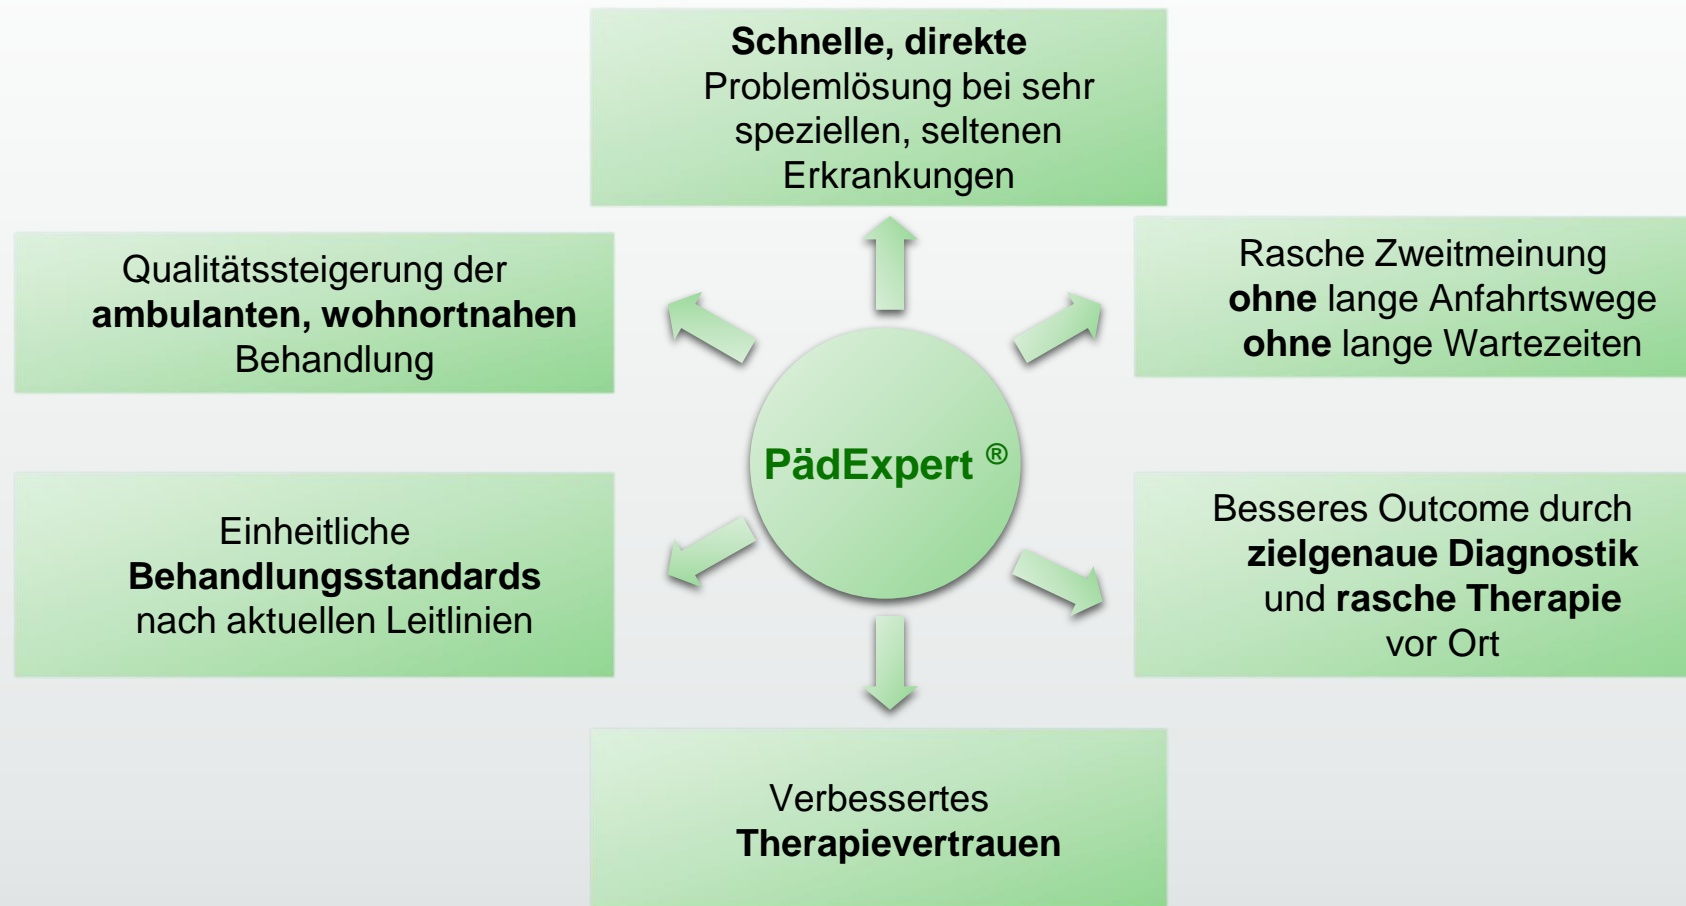 Schnelle, direkte
Problemlösung bei sehr
speziellen, seltenen
Erkrankungen
Qualitätssteigerung der
ambulanten, wohnortnahen
Behandlung
Rasche Zweitmeinung
ohne lange Anfahrtswege
ohne lange Wartezeiten
PädExpert ®
Einheitliche
Behandlungsstandards
nach aktuellen Leitlinien
Besseres Outcome durch
zielgenaue Diagnostik
und rasche Therapie
vor Ort
Verbessertes
Therapievertrauen